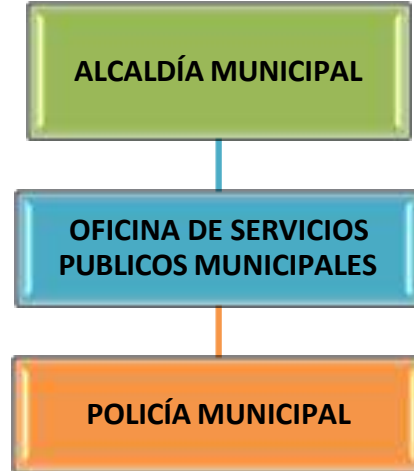 ALCALDÍA MUNICIPAL
OFICINA DE SERVICIOS
PUBLICOS MUNICIPALES
POLICÍA MUNICIPAL